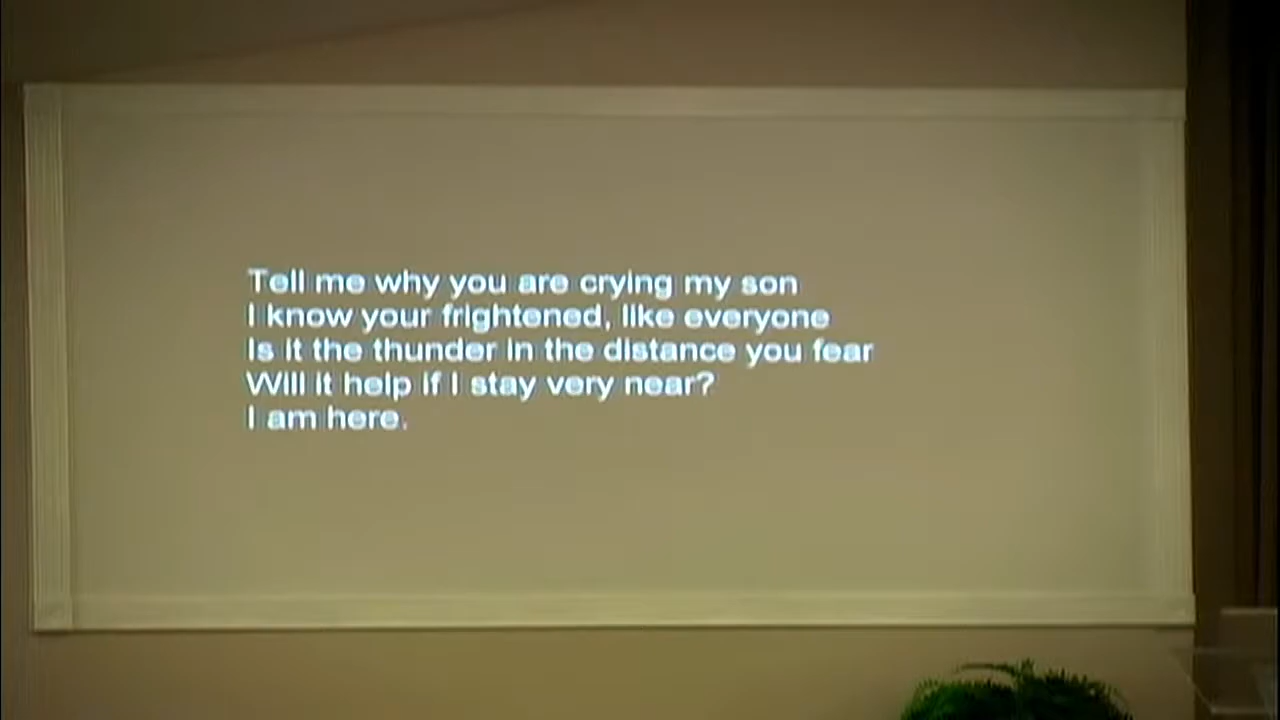 Tell me why you are crying my son
I know your frightened, like everyone
Is it the thunder in the distance you fear
Will it help if I stay very near?
I am here.